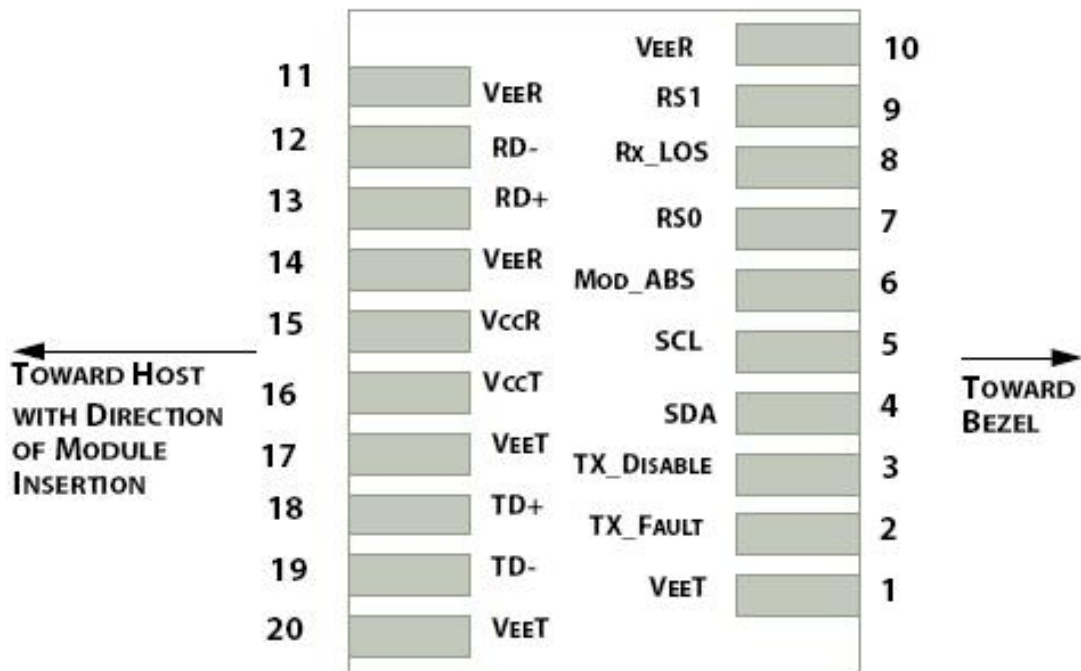 VEER 10
11 VEER
RS1 9
12 RD-
Rx_LOS 8
13 RD+
RS0 7
14 VEER
MOD_ABS 6
15 VCCR
SCL 5
16 VCCT
SDA 4
17 VEET
TX_DISABLE 3
18 TD+
TX_FAULT 2
19 TD-
VEET 1
20 VEET
TOWARD HOST
WITH DIRECTION
OF MODULE
INSERTION
TOWARD
BEZEL